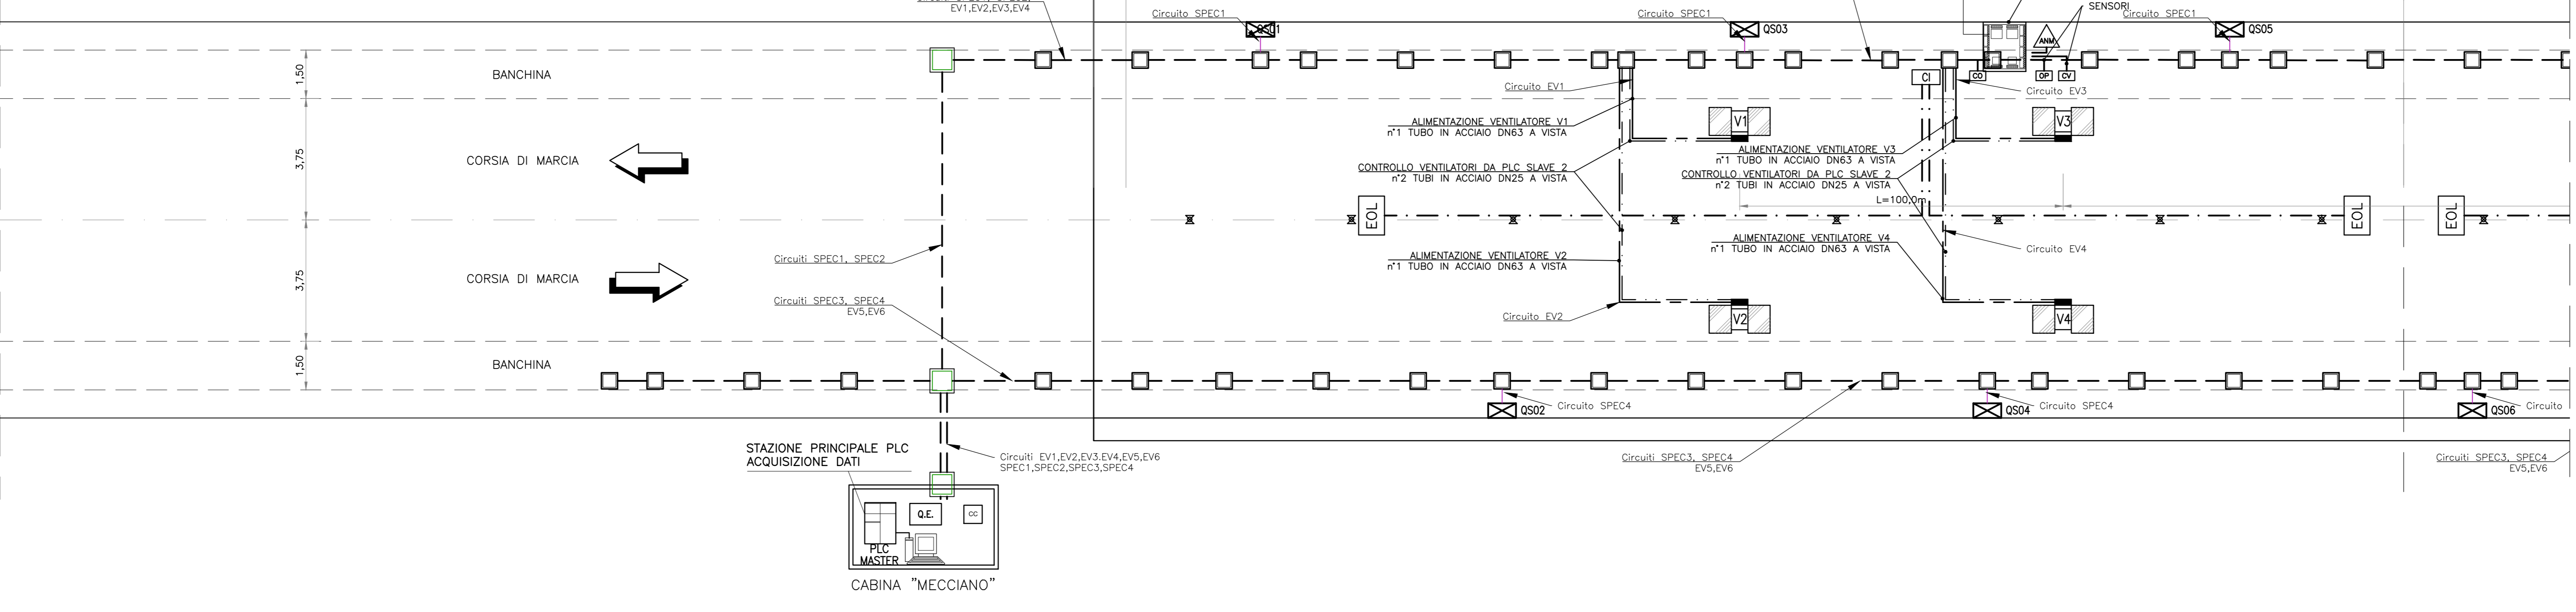 EV1,EV2,EV3,EV4
Circuito SPEC1
QS01
Circuito SPEC1
QS03
SENSORI
Circuito SPEC1
QS05
ANM
CO
OP
CV
CI
1,50
BANCHINA
Circuito EV1
Circuito EV3
ALIMENTAZIONE VENTILATORE V1
n°1 TUBO IN ACCIAIO DN63 A VISTA
V1
V3
3,75
CORSIA DI MARCIA
ALIMENTAZIONE VENTILATORE V3
n°1 TUBO IN ACCIAIO DN63 A VISTA
CONTROLLO VENTILATORI DA PLC SLAVE 2
n°2 TUBI IN ACCIAIO DN25 A VISTA
CONTROLLO VENTILATORI DA PLC SLAVE 2
n°2 TUBI IN ACCIAIO DN25 A VISTA
L=100,0m
EOL
EOL
EOL
ALIMENTAZIONE VENTILATORE V4
n°1 TUBO IN ACCIAIO DN63 A VISTA
Circuito EV4
Circuiti SPEC1, SPEC2
ALIMENTAZIONE VENTILATORE V2
n°1 TUBO IN ACCIAIO DN63 A VISTA
3,75
CORSIA DI MARCIA
Circuiti SPEC3, SPEC4
EV5,EV6
Circuito EV2
V2
V4
1,50
BANCHINA
QS02
Circuito SPEC4
QS04
Circuito SPEC4
QS06
Circuito
STAZIONE PRINCIPALE PLC
ACQUISIZIONE DATI
Circuiti EV1,EV2,EV3.EV4,EV5,EV6
SPEC1,SPEC2,SPEC3,SPEC4
Circuiti SPEC3, SPEC4
EV5,EV6
Circuiti SPEC3, SPEC4
EV5,EV6
Q.E.
CC
PLC
MASTER
CABINA "MECCIANO"